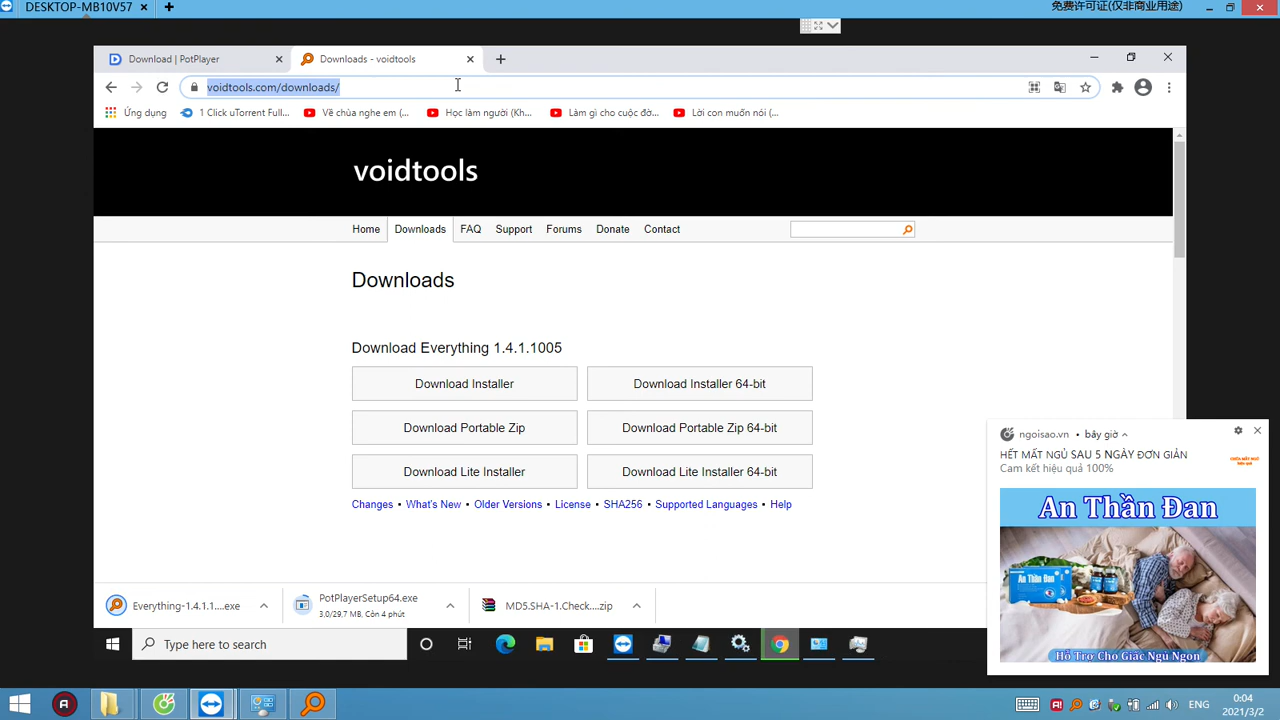 DESKTOP-MB10V57
免费许可证(仅非商业用途)
Download | PotPlayer
Downloads - voidtools
voidtools.com/downloads/
Ứng dụng
1 Click uTorrent Full...
Về chùa nghe em (...
Học làm người (Kh...
Làm gì cho cuộc đờ...
Lời con muốn nói (...
voidtools
Home
Downloads
FAQ
Support
Forums
Donate
Contact
Downloads
Download Everything 1.4.1.1005
Download Installer
Download Installer 64-bit
Download Portable Zip
Download Portable Zip 64-bit
Download Lite Installer
Download Lite Installer 64-bit
Changes • What's New • Older Versions • License • SHA256 • Supported Languages • Help
ngoisao.vn • bây giờ
HẾT MẤT NGỦ SAU 5 NGÀY ĐƠN GIẢN
Cam kết hiệu quả 100%
An Thần Đan
An Thần Đan
Hỗ Trợ Cho Giấc Ngủ Ngon
Everything-1.4.1.1....exe
PotPlayerSetup64.exe
3,0/29,7 MB, Còn 4 phút
MD5.SHA-1.Check....zip
Type here to search
ENG
0:04
2021/3/2